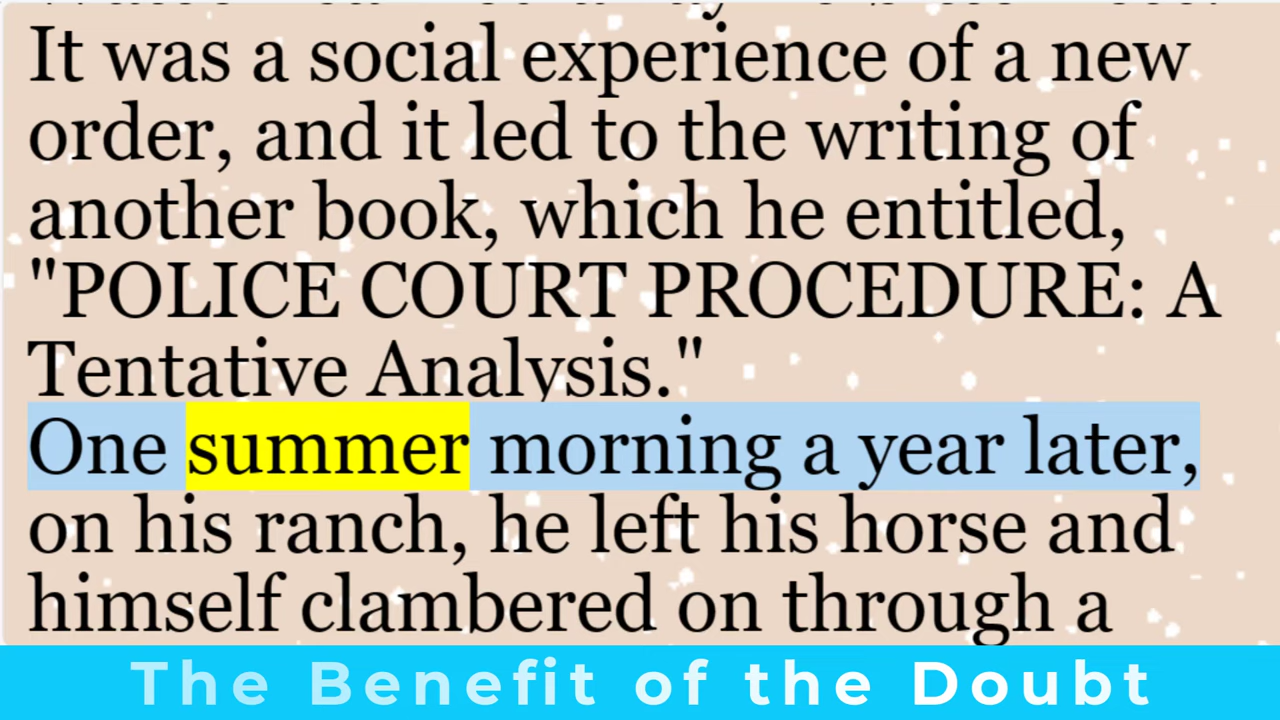 It was a social experience of a new
order, and it led to the writing of
another book, which he entitled,
"POLICE COURT PROCEDURE: A
Tentative Analysis."
One summer morning a year later,
on his ranch, he left his horse and
himself clambered on through a
The Benefit of the Doubt